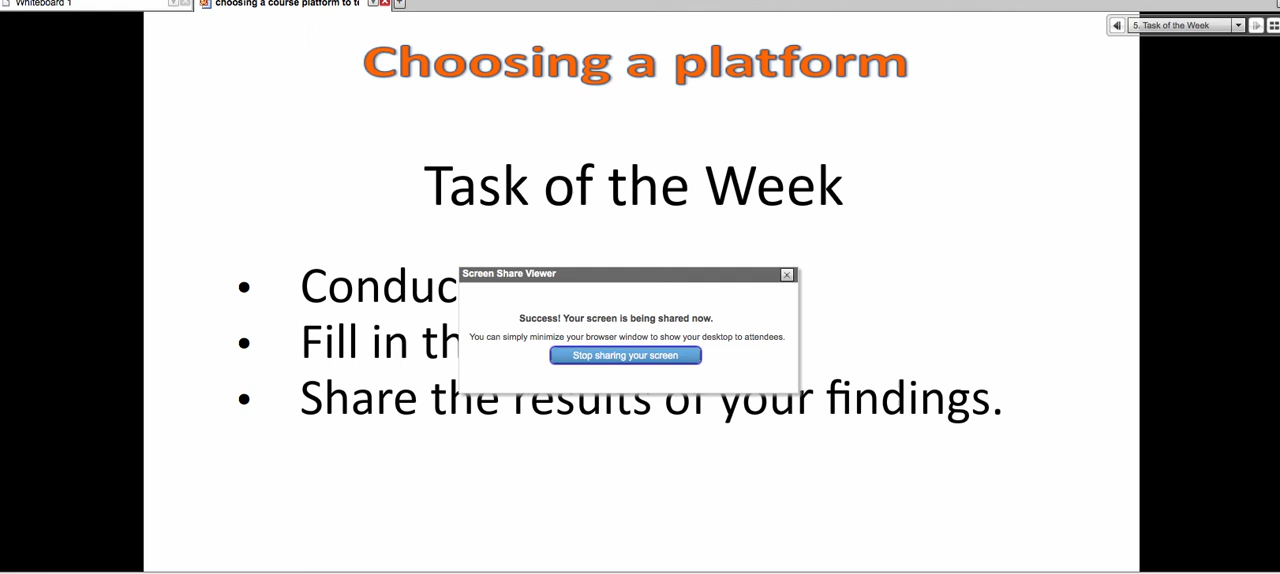 Whiteboard 1
choosing a course platform to t
5. Task of the Week
Choosing a platform
Task of the Week
• Conduc
Screen Share Viewer
Success! Your screen is being shared now.
You can simply minimize your browser window to show your desktop to attendees.
• Fill in th
Stop sharing your screen
• Share the results of your findings.